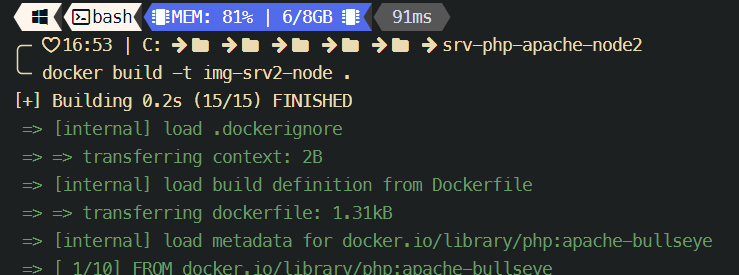 bash MEM: 81% | 6/8GB 91ms
16:53 | C: srv-php-apache-node2
docker build -t img-srv2-node .
[+] Building 0.2s (15/15) FINISHED
=> [internal] load .dockerignore
=> => transferring context: 2B
=> [internal] load build definition from Dockerfile
=> => transferring dockerfile: 1.31kB
=> [internal] load metadata for docker.io/library/php:apache-bullseye
=> [ 1/10] FROM docker.io/library/php:apache-bullseye